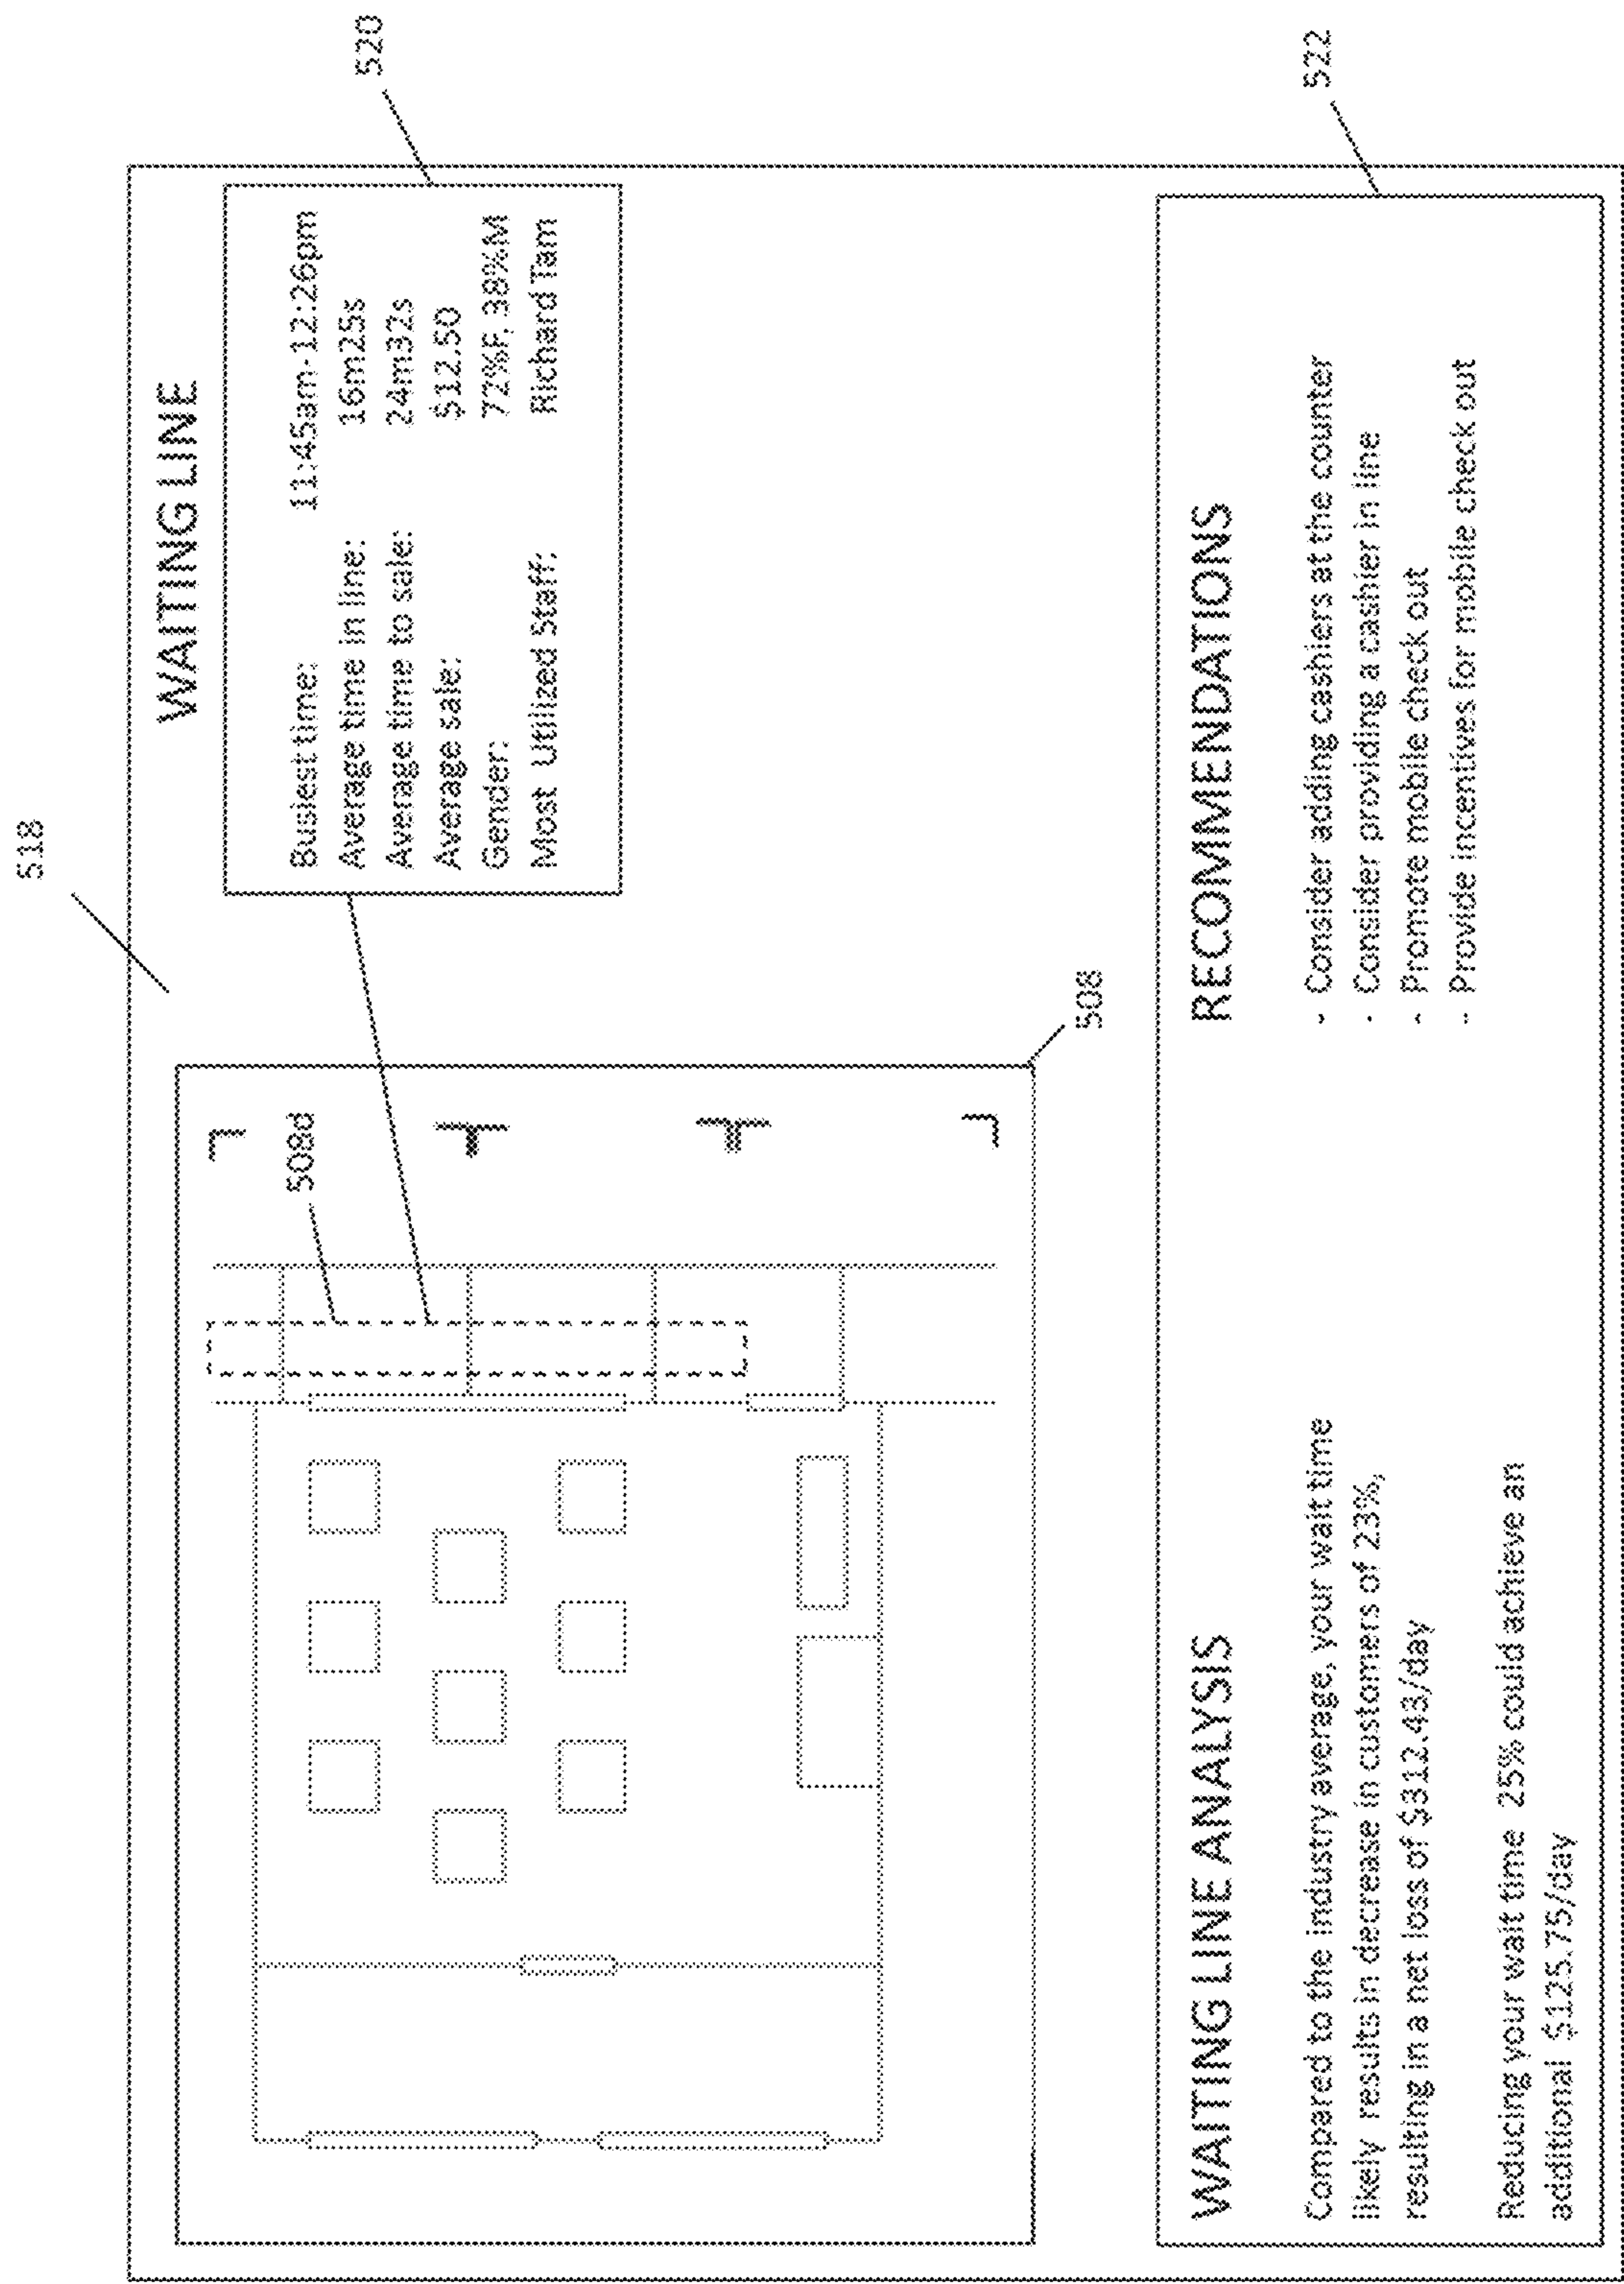 518
WAITING LINE
520
Busiest time: 11:45am-12:26pm
Average time in line: 16m25s
Average time to sale: 24m32s
Average sale: $12.50
Gender: 72%F, 38%M
Most Utilized Staff: Richard Tam
508d
508
522
WAITING LINE ANALYSIS
Compared to the industry average, your wait time
likely results in decrease in customers of 23%,
resulting in a net loss of $312.43/day
Reducing your wait time 25% could achieve an
additional $125.75/day
RECOMMENDATIONS
- Consider adding cashiers at the counter
- Consider providing a cashier in line
- Promote mobile check out
- Provide incentives for mobile check out